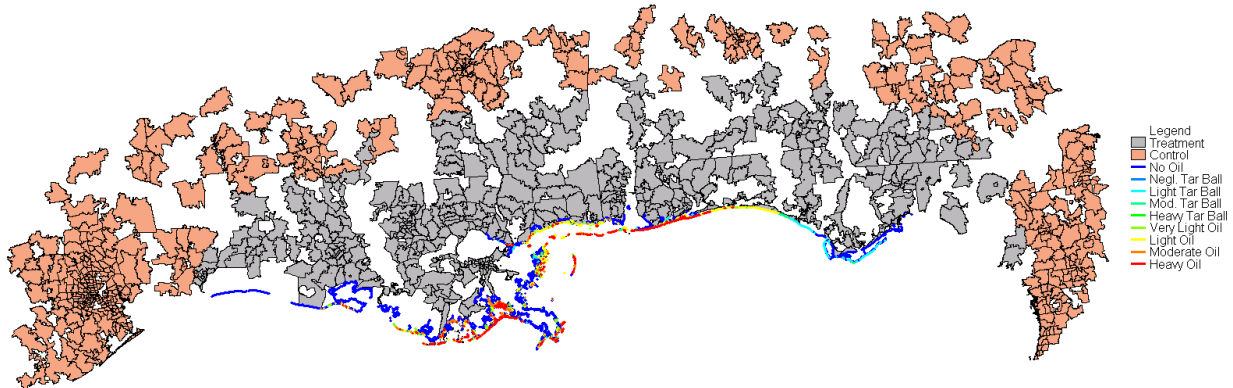 Legend
Treatment
Control
No Oil
Negl. Tar Ball
Light Tar Ball
Mod. Tar Ball
Heavy Tar Ball
Very Light Oil
Light Oil
Moderate Oil
Heavy Oil